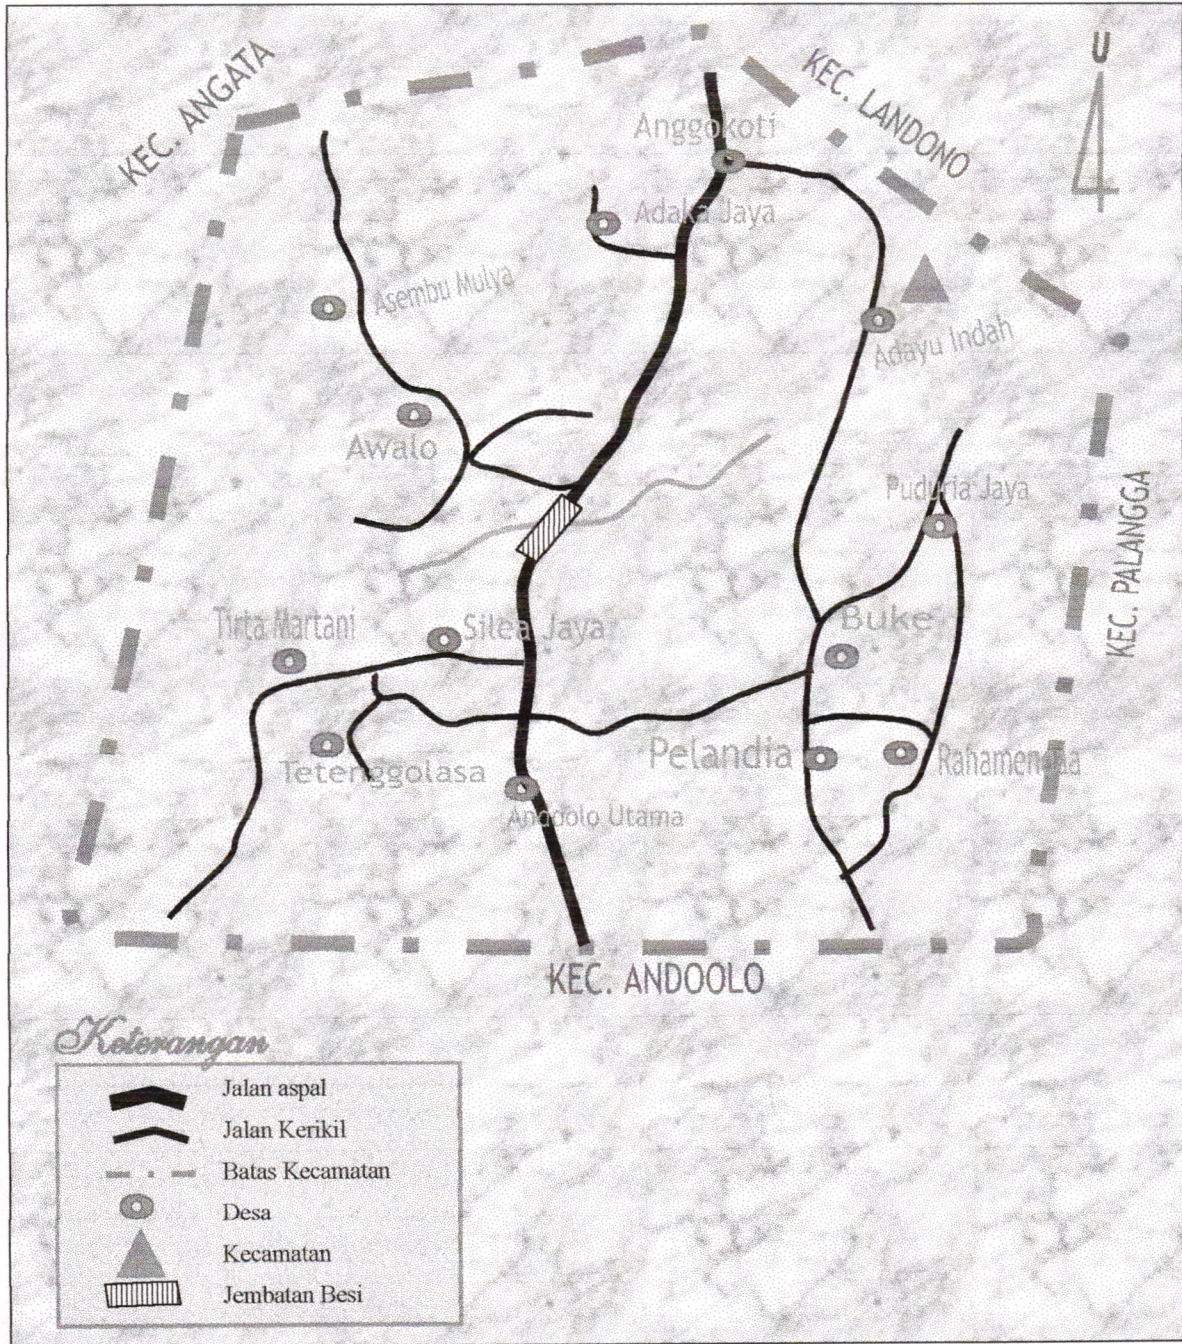 U
KEC. ANGATA
KEC. LANDONO
Anggokoti
Adaka Jaya
Asembu Mulya
Adayu Indah
Awalo
Puduria Jaya
KEC. PALANGGA
Tirta Martani
Silea Jaya
Buke
Pelandia
Tetenggolasa
Andoolo Utama
KEC. ANDOOLO
Keterangan
Jalan aspal
Jalan Kerikil
Batas Kecamatan
Desa
Kecamatan
Jembatan Besi